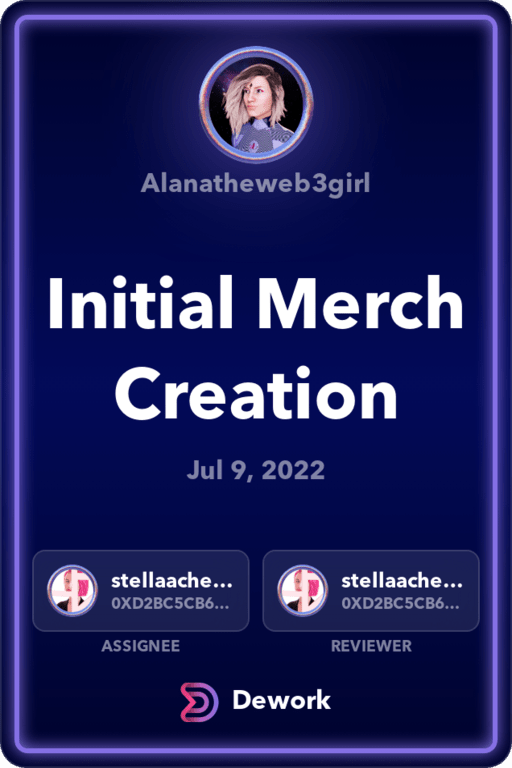 Alanatheweb3girl
Initial Merch
Creation
Jul 9, 2022
stellaache...
0XD2BC5CB6...
ASSIGNEE
stellaache...
0XD2BC5CB6...
REVIEWER
Dework